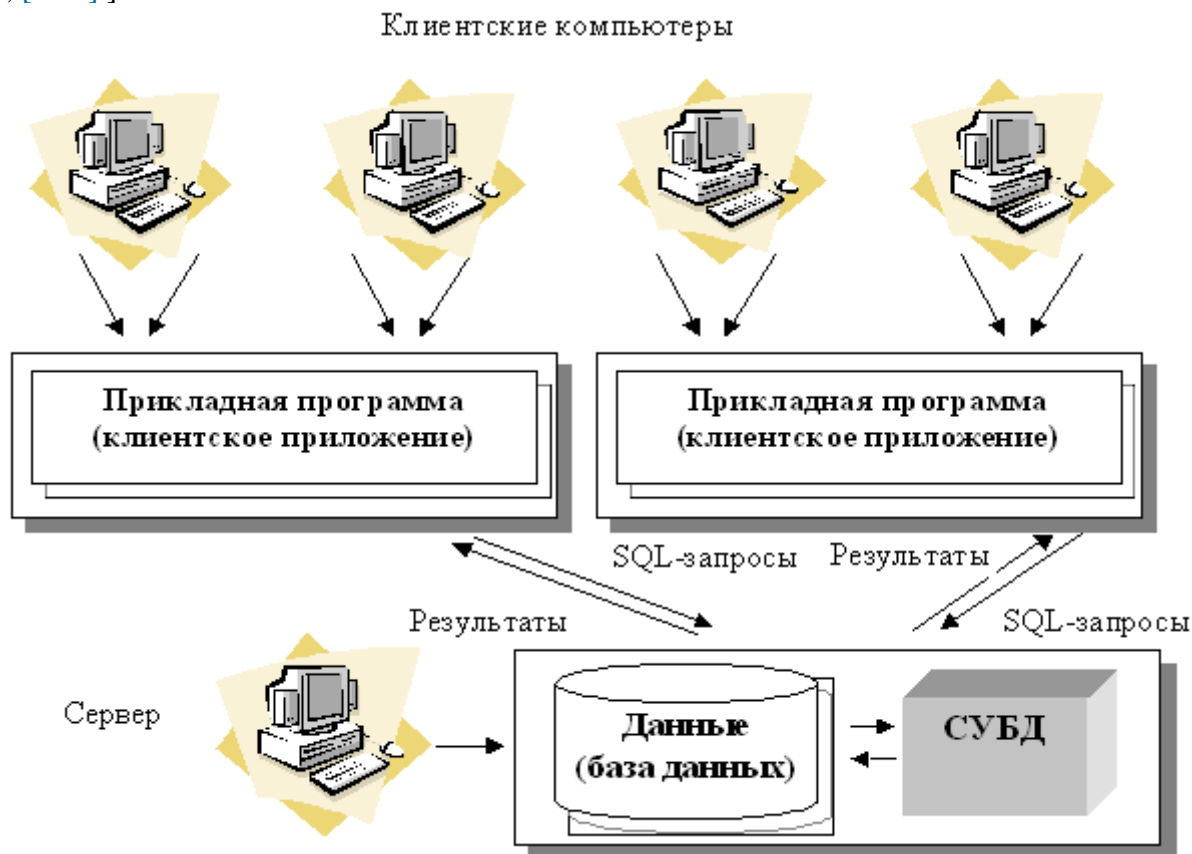 Клиентские компьютеры
Прикладная программа
(клиентское приложение)
Прикладная программа
(клиентское приложение)
SQL-запросы
Результаты
Результаты
SQL-запросы
Сервер
Данные
(база данных)
СУБД